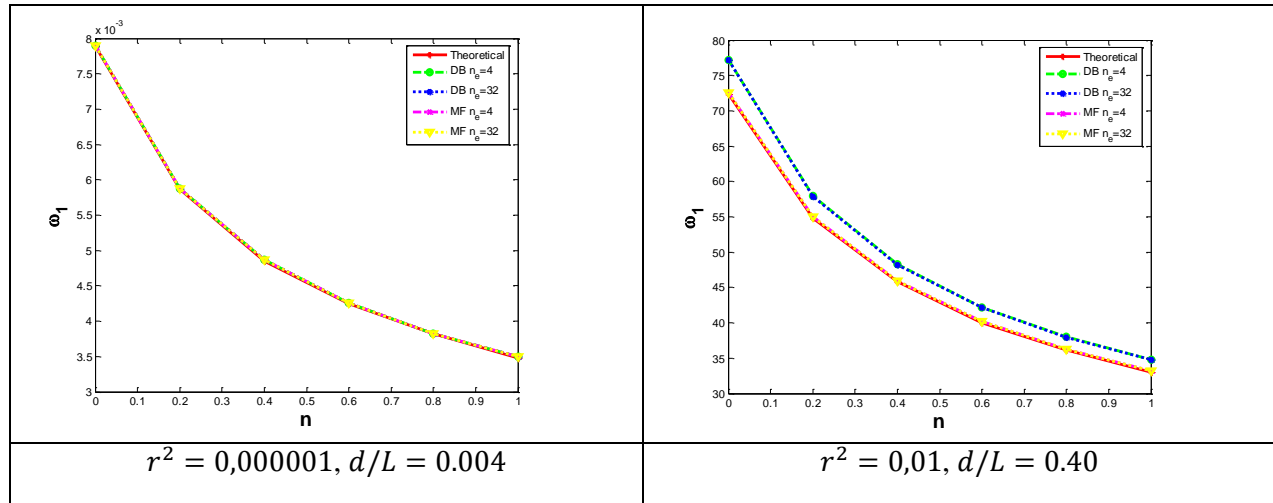 x 10⁻³
8
7.5
7
6.5
6
5.5
5
4.5
4
3.5
3
ω₁
0 0.1 0.2 0.3 0.4 0.5 0.6 0.7 0.8 0.9 1
n
Theoretical
DB nₑ=4
DB nₑ=32
MF nₑ=4
MF nₑ=32
r² = 0,000001, d/L = 0.004
80
75
70
65
60
55
50
45
40
35
30
ω₁
0 0.1 0.2 0.3 0.4 0.5 0.6 0.7 0.8 0.9 1
n
Theoretical
DB nₑ=4
DB nₑ=32
MF nₑ=4
MF nₑ=32
r² = 0,01, d/L = 0.40